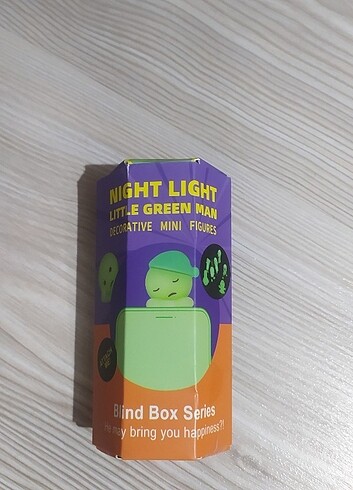 NIGHT LIGHT
LITTLE GREEN MAN
DECORATIVE MINI FIGURES
Blind Box Series
may bring you happiness?!